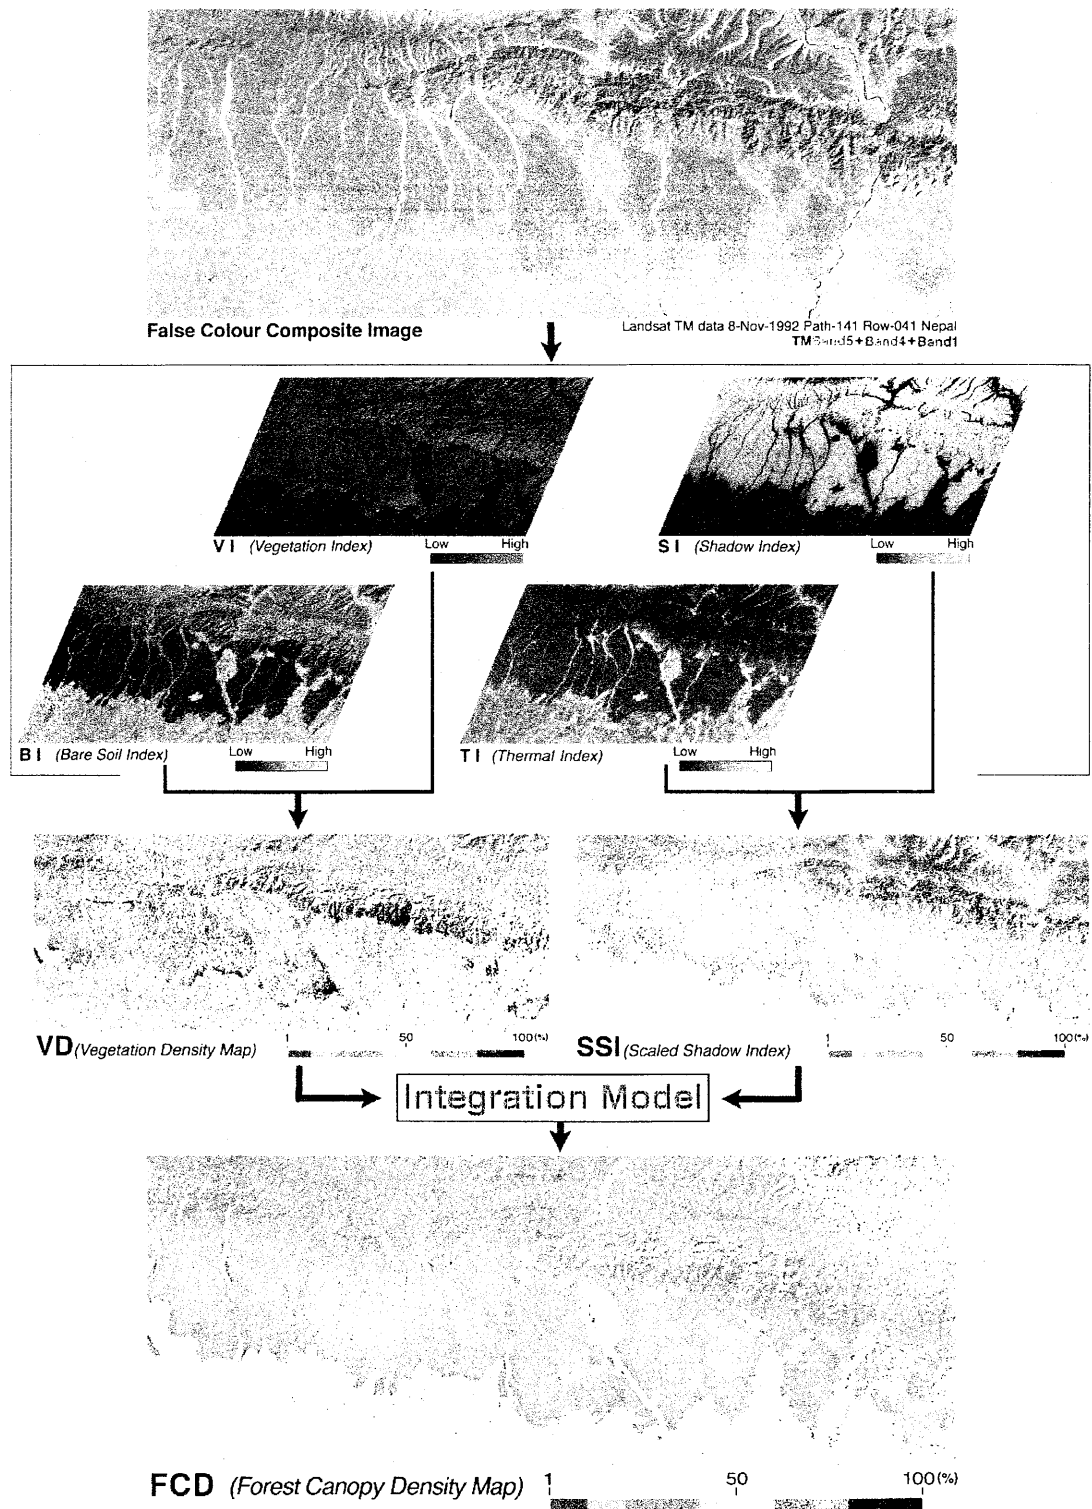 False Colour Composite Image
Landsat TM data 8-Nov-1992 Path-141 Row-041 Nepal
TM Band5+Band4+Band1
VI (Vegetation Index)
Low High
SI (Shadow Index)
Low High
BI (Bare Soil Index)
Low High
TI (Thermal Index)
Low High
VD (Vegetation Density Map)
1 50 100(%)
SSI (Scaled Shadow Index)
1 50 100(%)
Integration Model
FCD (Forest Canopy Density Map)
1 50 100(%)